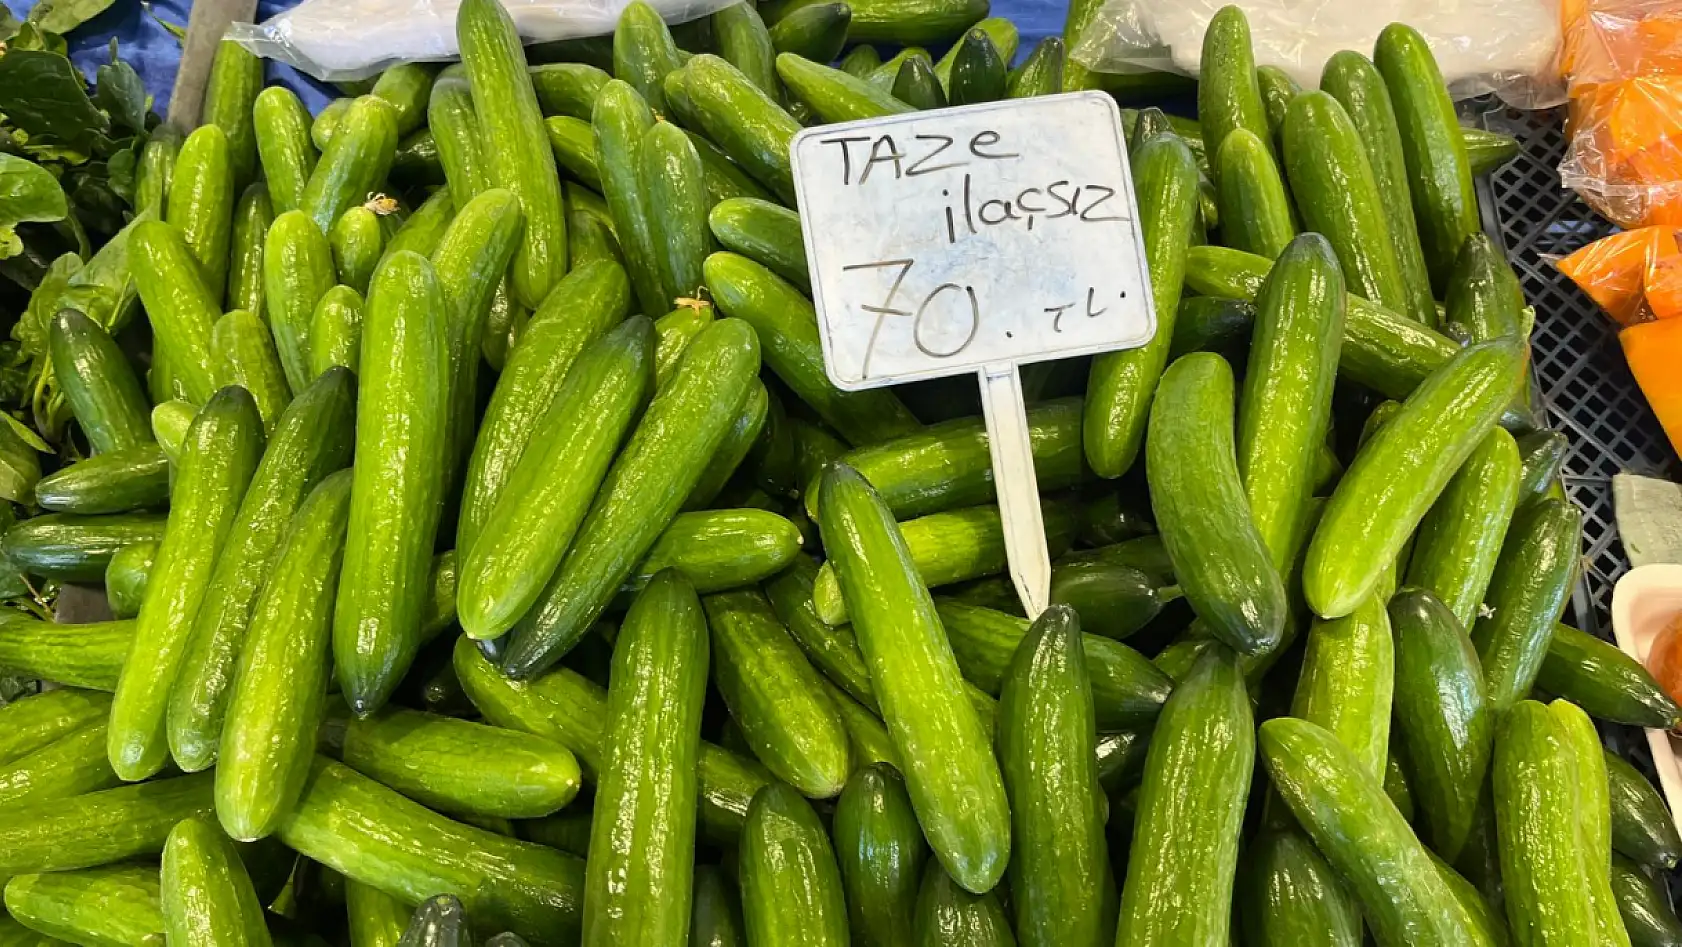 TAZe
ilaçsız
70. TL.